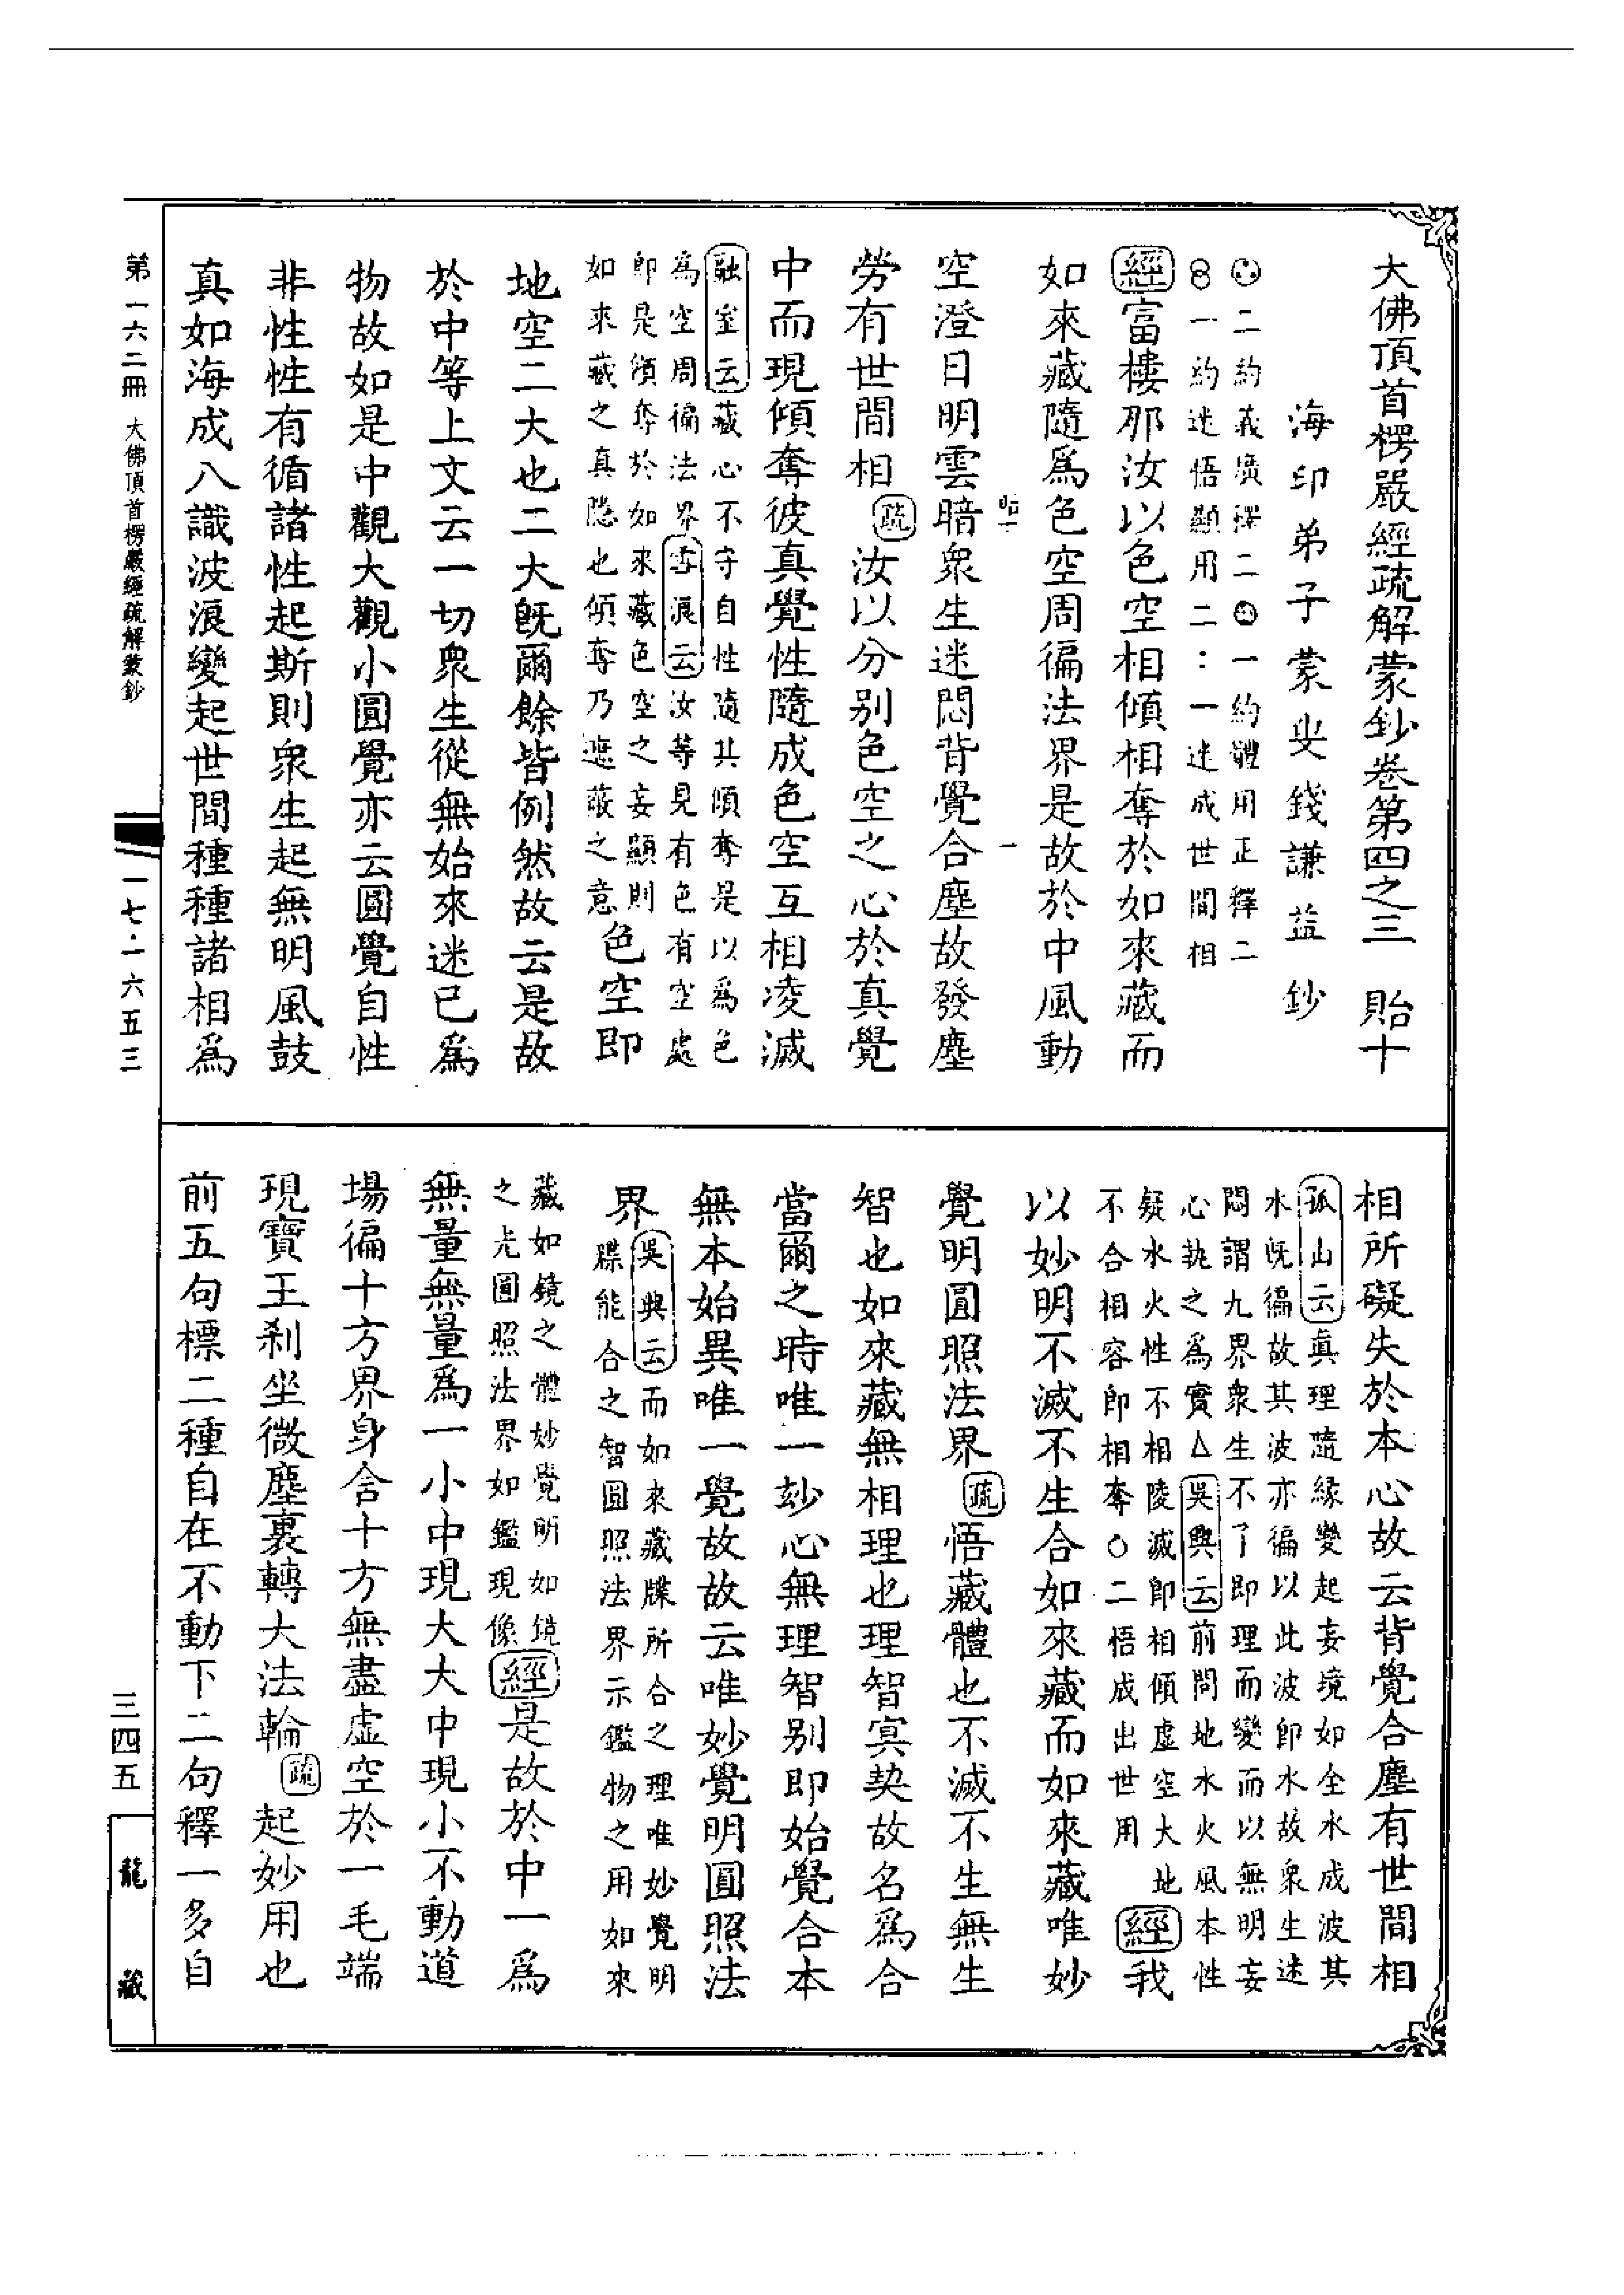 大佛頂首楞嚴經疏解蒙鈔卷第四之三　貽十
海印弟子蒙叟錢謙益鈔
二約義廣釋二　一約體用正釋二
一約迷悟顯用二：一迷成世間相
經富樓那汝以色空相傾相奪於如來藏而
如來藏隨為色空周徧法界是故於中風動
空澄日明雲暗眾生迷悶背覺合塵故發塵
勞有世間相疏汝以分別色空之心於真覺
中而現傾奪彼真覺性隨成色空互相凌滅
融室云藏心不守自性隨其傾奪是以為色
為空周徧法界雪浪云汝等見有色有空處
即是傾奪於如來藏色空之妄顯則
如來藏之真隱也傾奪乃遮蔽之意
色空即
地空二大也二大既爾餘皆例然故云是故
於中等上文云一切眾生從無始來迷己為
物故如是中觀大觀小圓覺亦云圓覺自性
非性性有循諸性起斯則眾生起無明風鼓
真如海成八識波浪變起世間種種諸相為
第一六二冊　大佛頂首楞嚴經疏解蒙鈔
一七·一六五三
相所礙失於本心故云背覺合塵有世間相
孤山云真理隨緣變起妄境如全水成波其
水既徧故其波亦徧以此波即水故眾生迷
悶謂九界眾生不了即理而變而以無明妄
心執之為實△吳興云前問地水火風本性
疑水火性不相陵滅即相傾虛空大地
不合相容即相奪○二悟成出世用
經我
以妙明不滅不生合如來藏而如來藏唯妙
覺明圓照法界疏悟藏體也不滅不生無生
智也如來藏無相理也理智冥契故名為合
當爾之時唯一妙心無理智別即始覺合本
無本始異唯一覺故故云唯妙覺明圓照法
界
吳興云而如來藏牒所合之理唯妙覺明
牒能合之智圓照法界示鑑物之用如來
藏如鏡之體妙覺明如鏡
之光圓照法界如鑑現像
經是故於中一為
無量無量為一小中現大大中現小不動道
場徧十方界身含十方無盡虛空於一毛端
現寶王剎坐微塵裏轉大法輪疏起妙用也
前五句標二種自在不動下二句釋一多自
三四五
龍藏